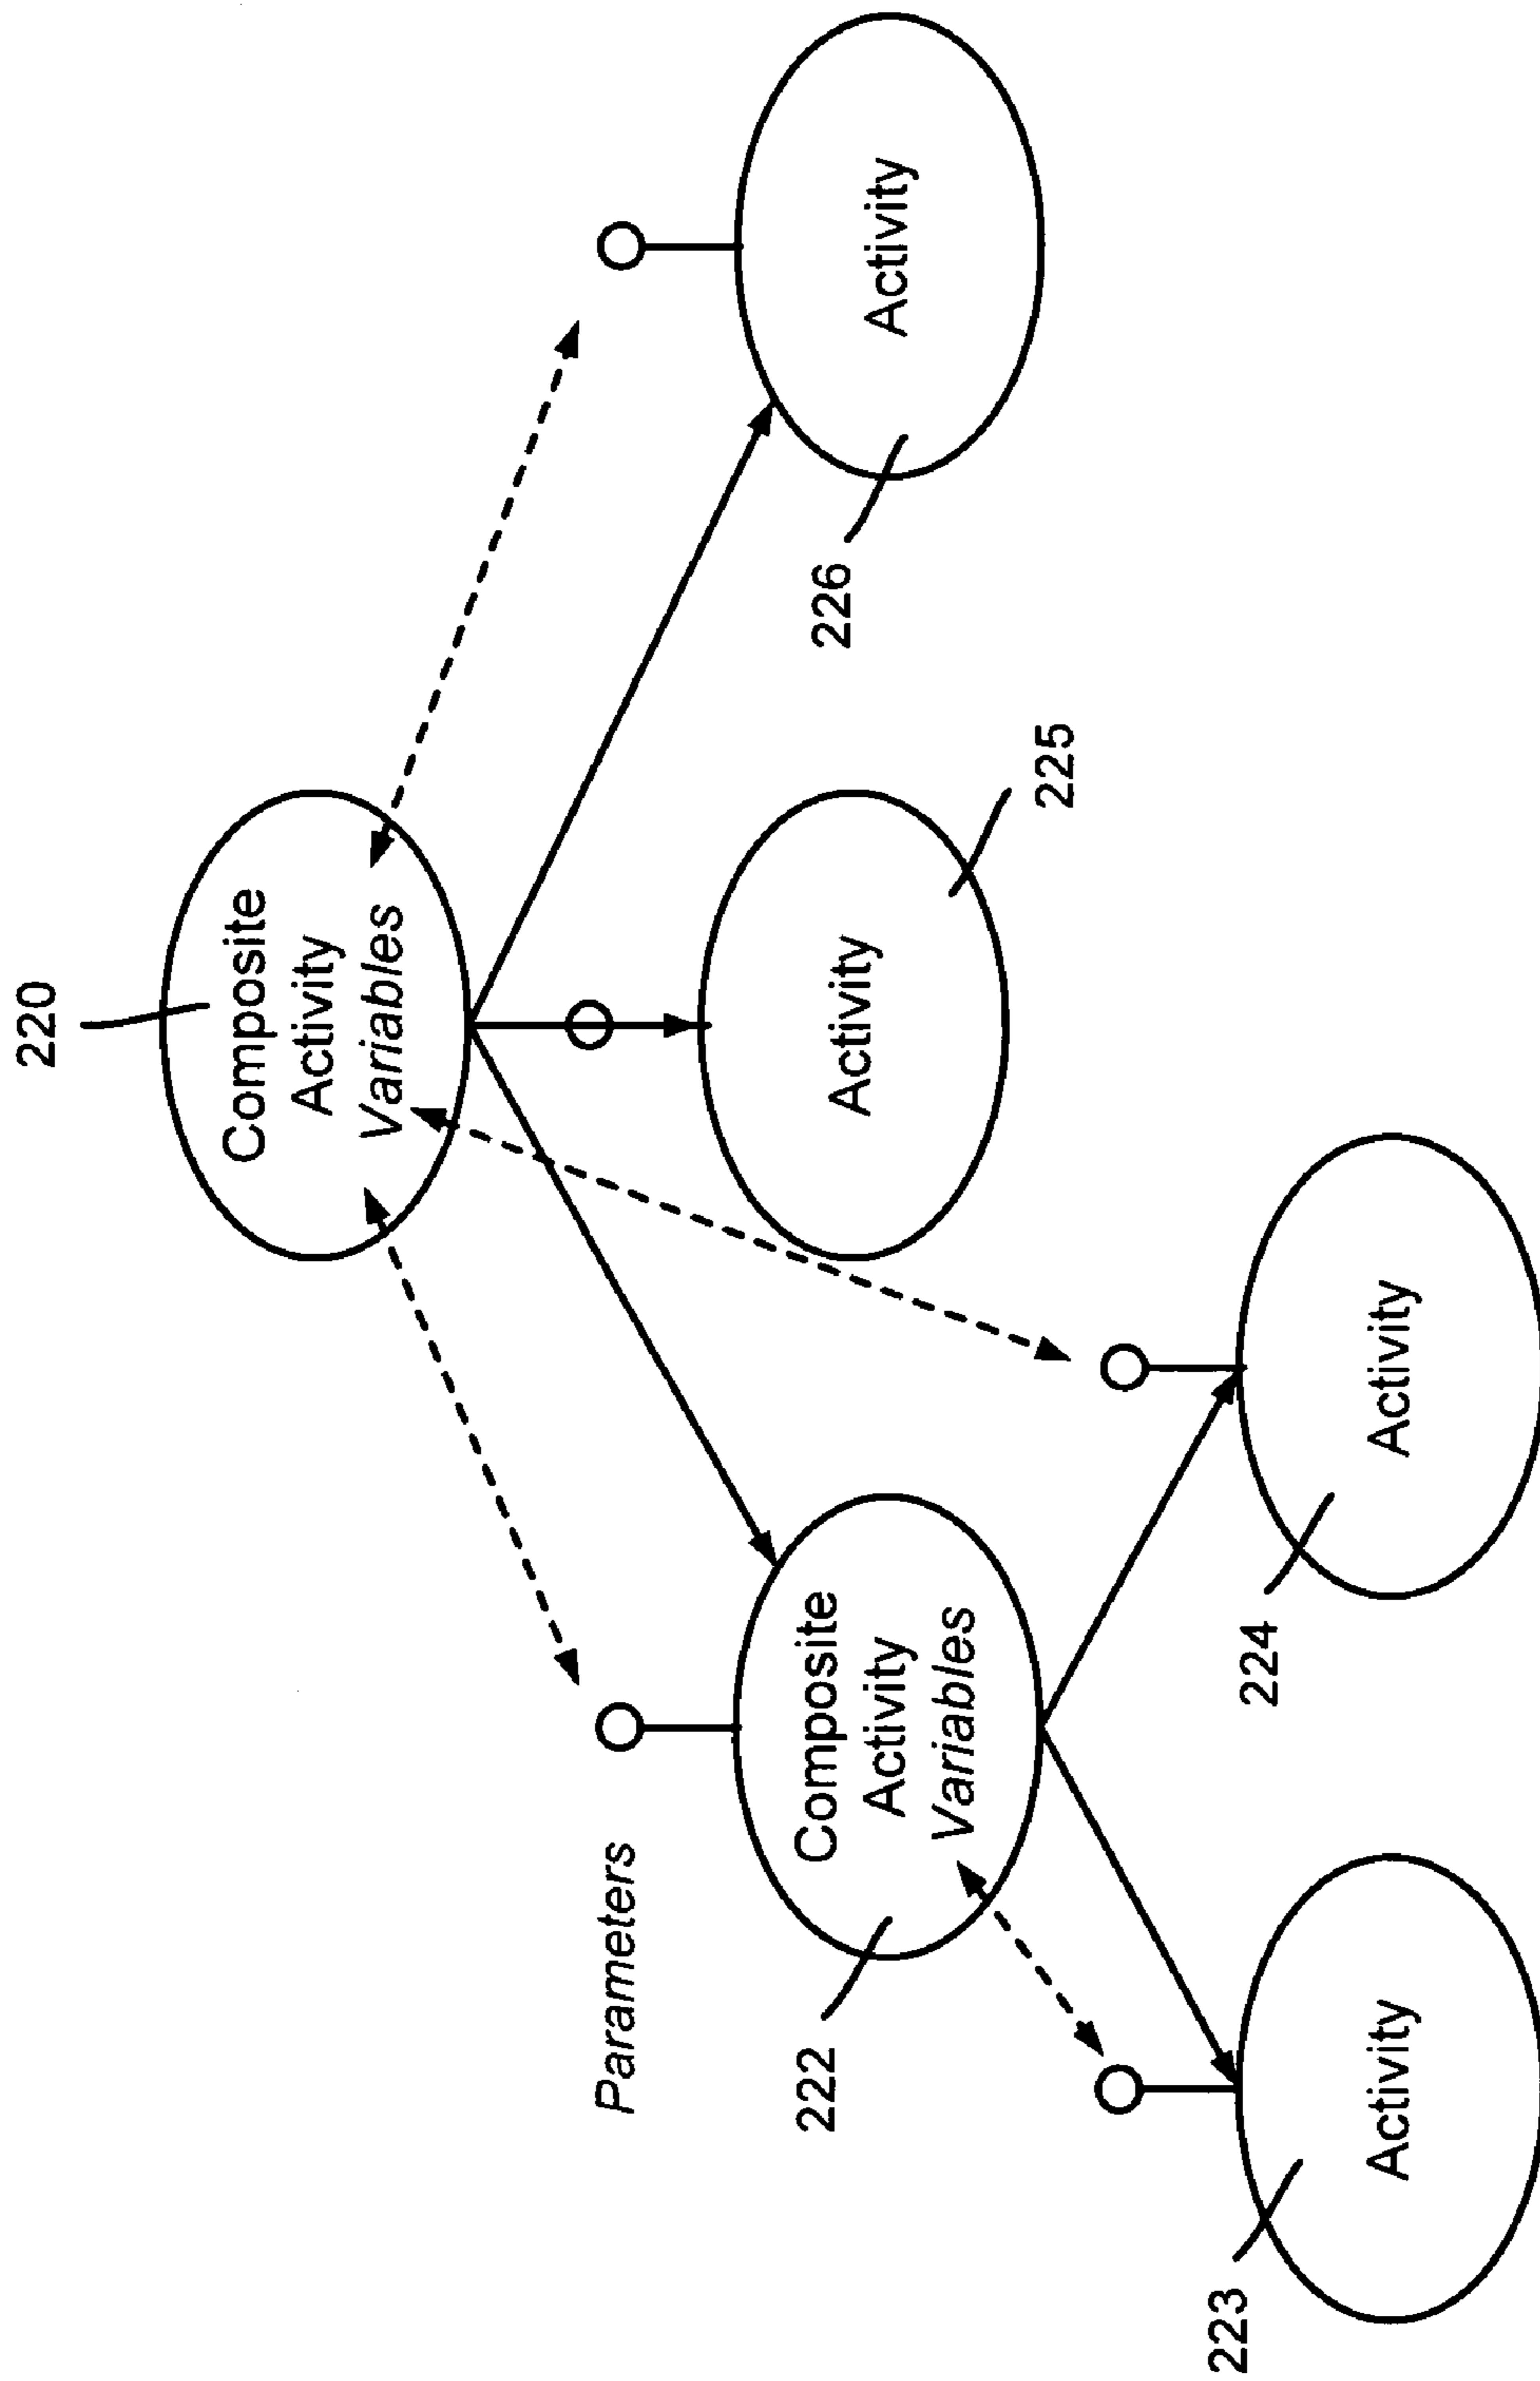 220
Composite
Activity
Variables
Parameters
222
Composite
Activity
Variables
Activity
225
226
Activity
223
Activity
224
Activity